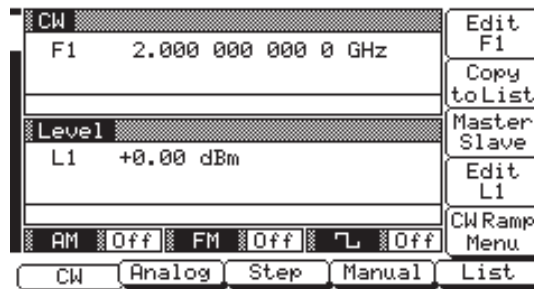 CW
F1 2.000 000 000 0 GHz
Level
L1 +0.00 dBm
AM Off FM Off Off
Edit
F1
Copy
to List
Master
Slave
Edit
L1
CW Ramp
Menu
CW Analog Step Manual List